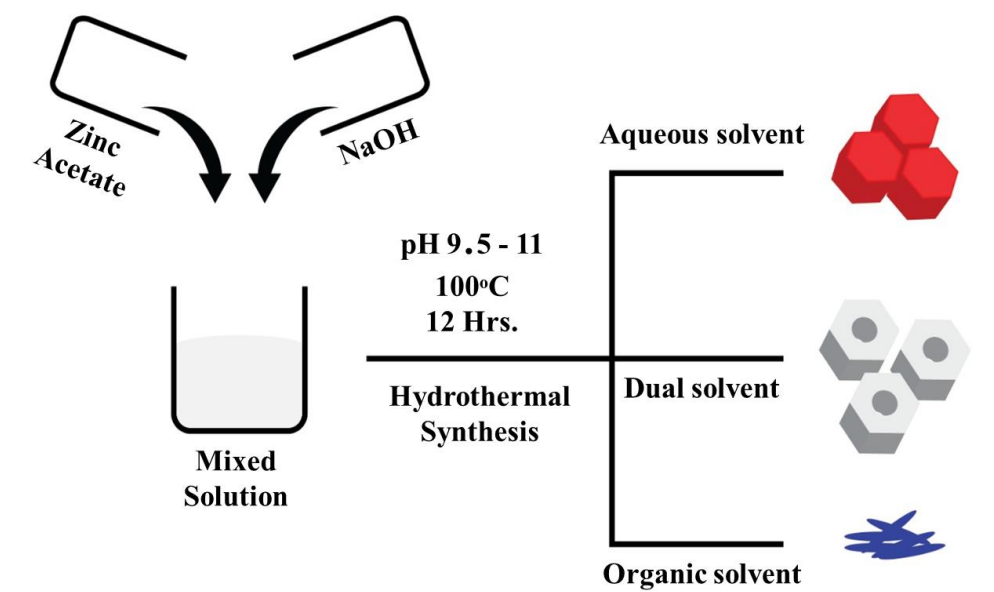 Zinc
Acetate
NaOH
Aqueous solvent
pH 9.5 - 11
100°C
12 Hrs.
Hydrothermal
Synthesis
Dual solvent
Mixed
Solution
Organic solvent